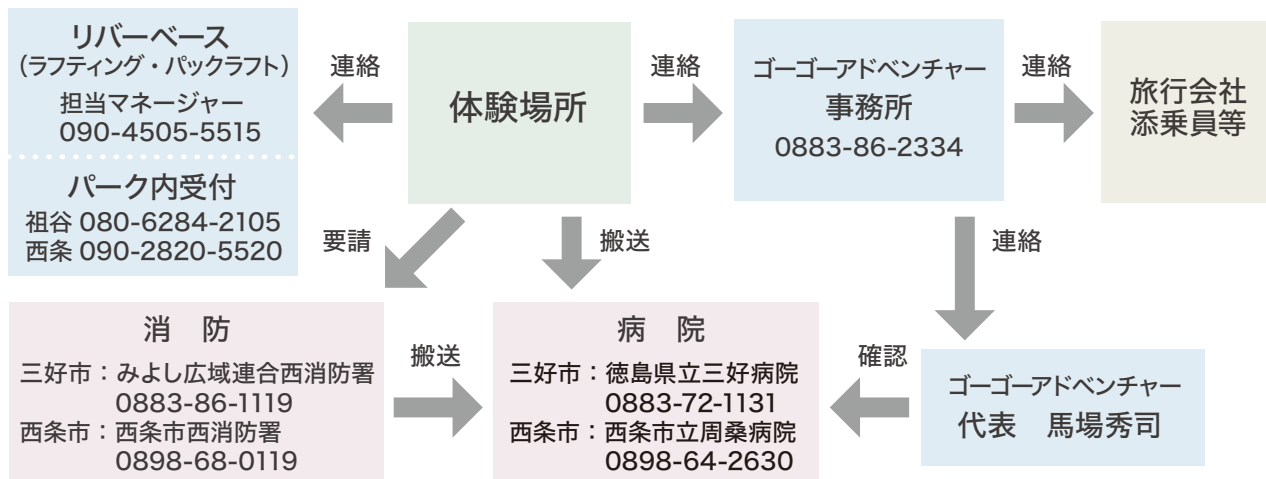 リバーベース
（ラフティング・パックラフト）
担当マネージャー
090-4505-5515
パーク内受付
祖谷 080-6284-2105
西条 090-2820-5520
連絡
体験場所
連絡
ゴーゴーアドベンチャー
事務所
0883-86-2334
連絡
旅行会社
添乗員等
要請
搬送
連絡
消　防
三好市：みよし広域連合西消防署
0883-86-1119
西条市：西条市西消防署
0898-68-0119
搬送
病　院
三好市：徳島県立三好病院
0883-72-1131
西条市：西条市立周桑病院
0898-64-2630
確認
ゴーゴーアドベンチャー
代表　馬場秀司